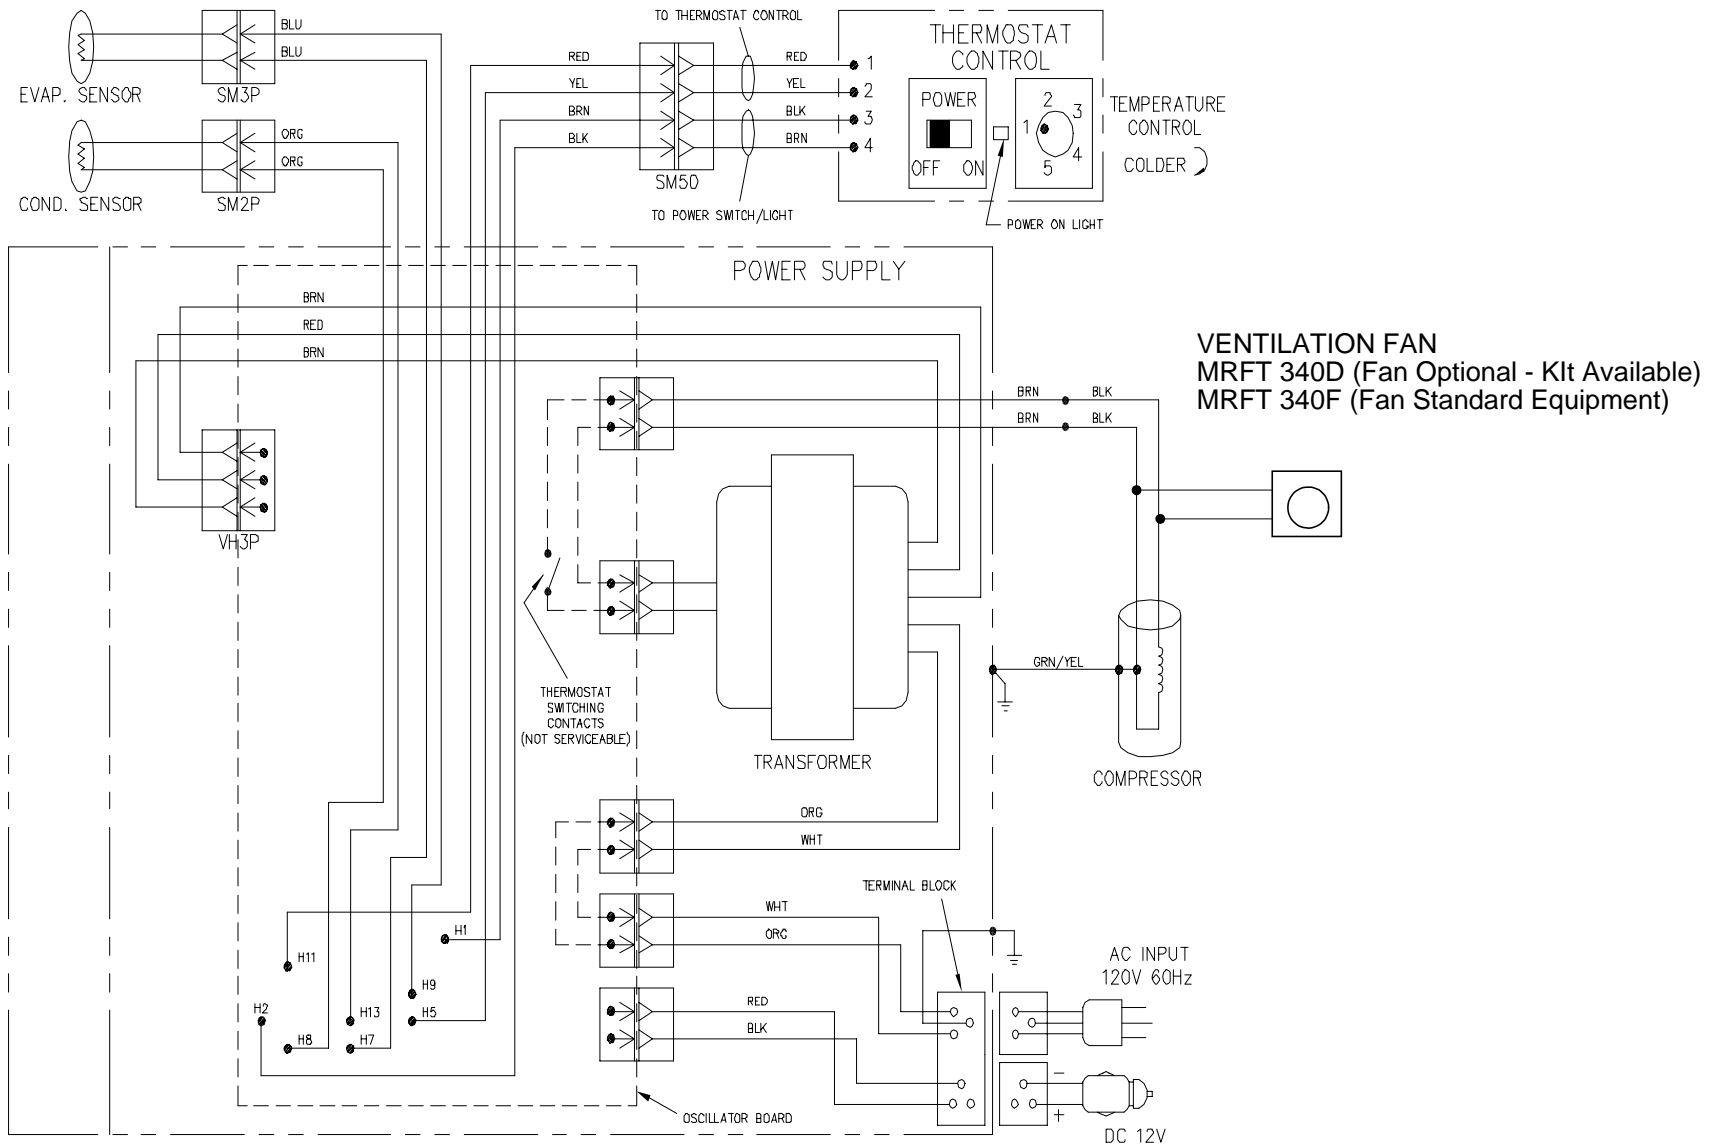 TO THERMOSTAT CONTROL
BLU
BLU
EVAP. SENSOR
SM3P
ORG
ORG
COND. SENSOR
SM2P
RED
YEL
BRN
BLK
SM50
RED
YEL
BLK
BRN
TO POWER SWITCH/LIGHT
THERMOSTAT
CONTROL
1
2
3
4
POWER
OFF ON
1
2
3
4
5
TEMPERATURE
CONTROL
COLDER
POWER ON LIGHT
POWER SUPPLY
BRN
RED
BRN
VH3P
BRN BLK
BRN BLK
VENTILATION FAN
MRFT 340D (Fan Optional - KIt Available)
MRFT 340F (Fan Standard Equipment)
THERMOSTAT
SWITCHING
CONTACTS
(NOT SERVICEABLE)
TRANSFORMER
GRN/YEL
COMPRESSOR
ORG
WHT
WHT
ORG
RED
BLK
TERMINAL BLOCK
H1
H11
H9
H2
H13
H5
H8
H7
OSCILLATOR BOARD
AC INPUT
120V 60Hz
−
+
DC 12V